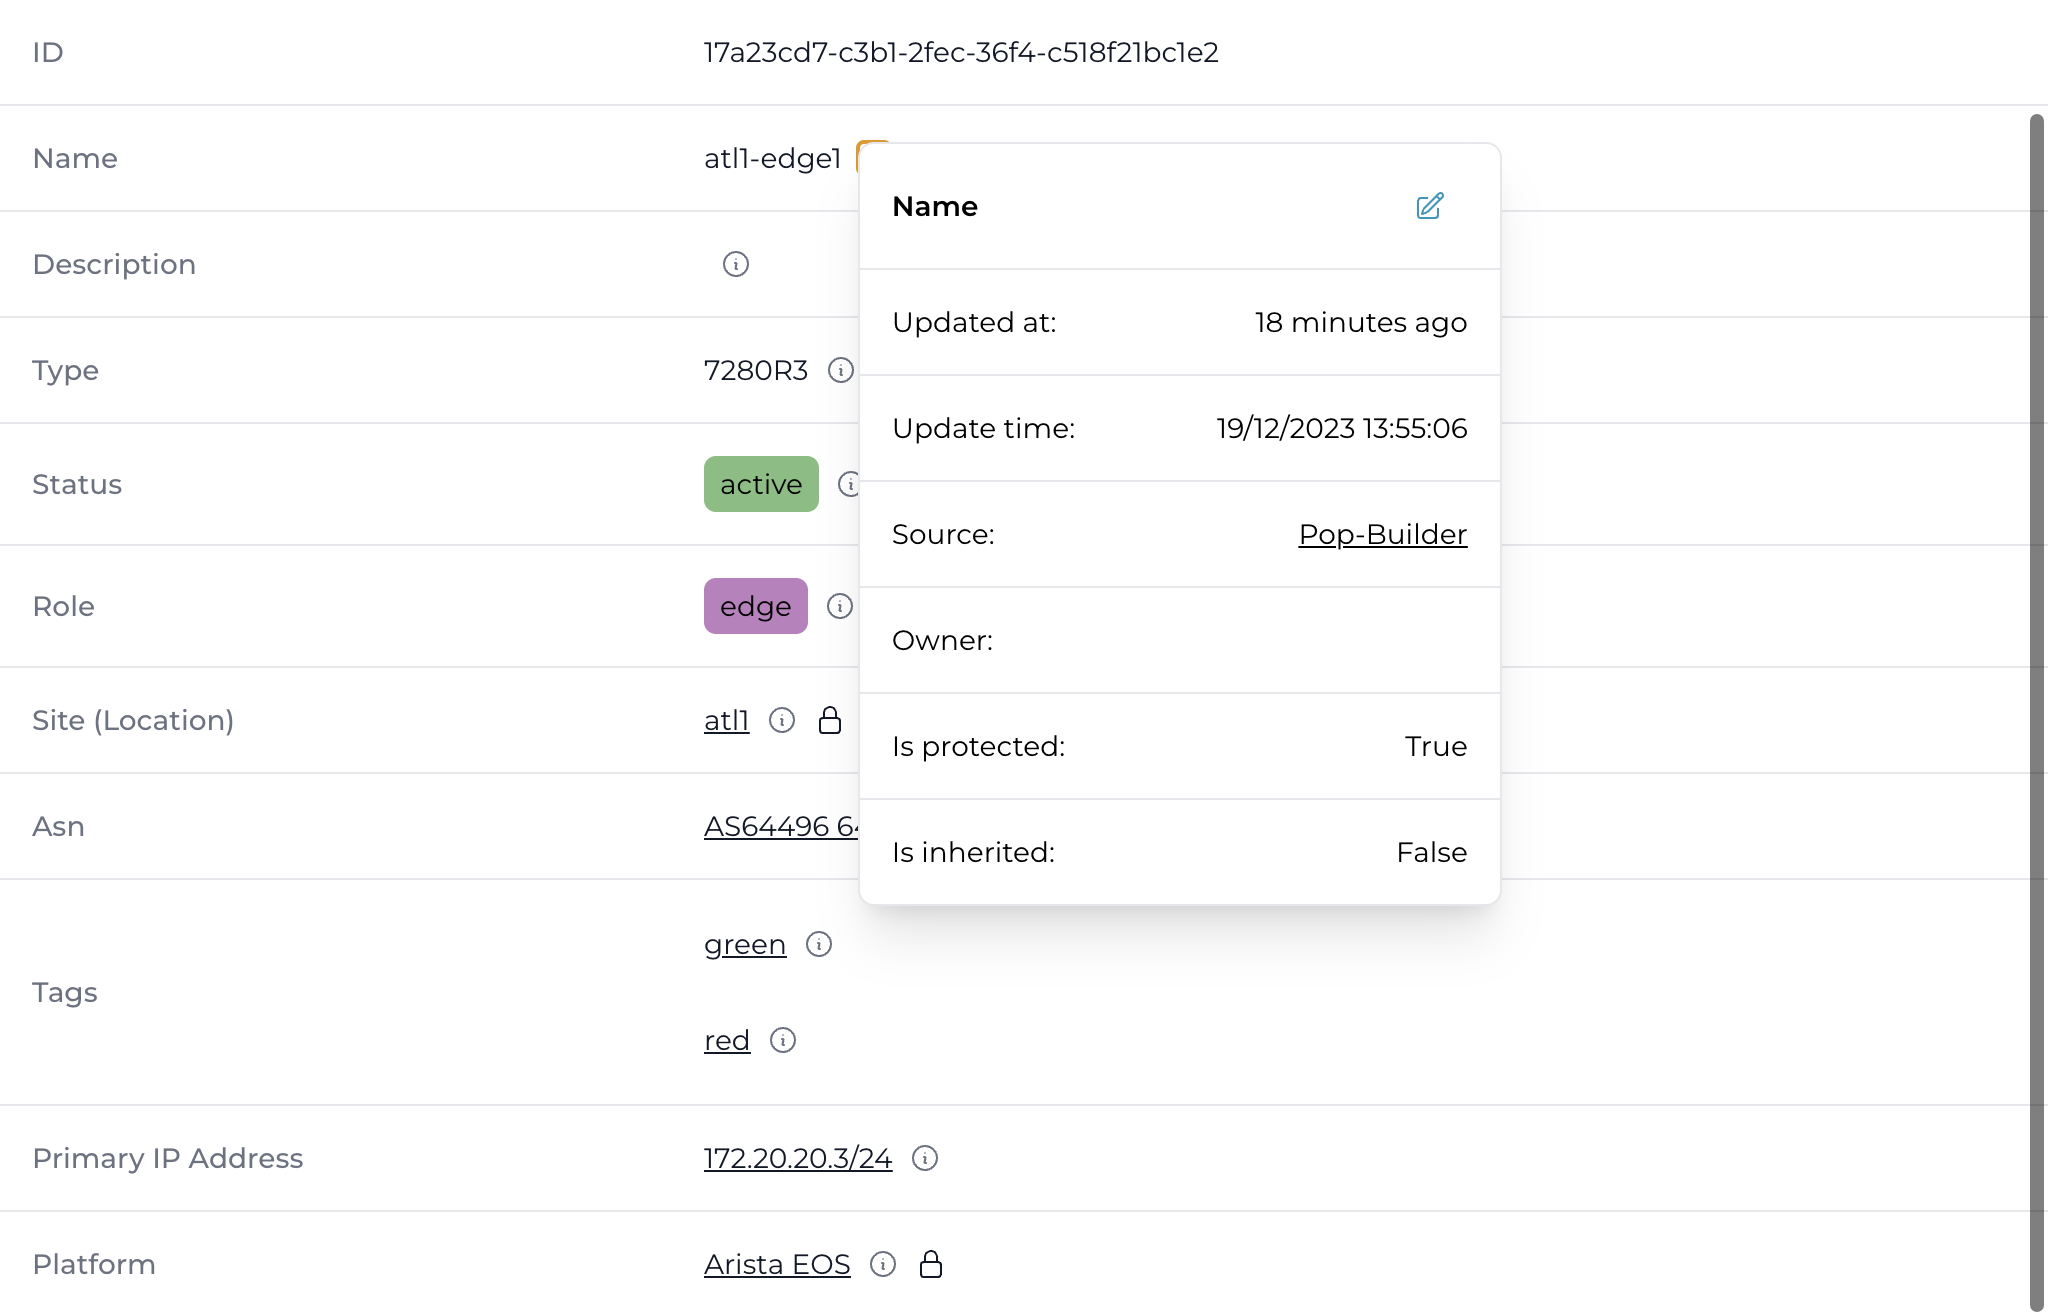 ID 17a23cd7-c3b1-2fec-36f4-c518f21bc1e2
Name atl1-edge1
Description
Type 7280R3
Status active
Role edge
Site (Location) atl1
Asn AS64496
Tags
green
red
Primary IP Address 172.20.20.3/24
Platform Arista EOS
Name
Updated at: 18 minutes ago
Update time: 19/12/2023 13:55:06
Source: Pop-Builder
Owner:
Is protected: True
Is inherited: False